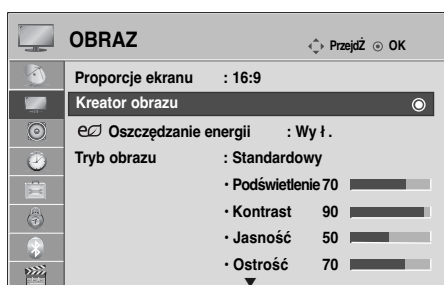 OBRAZ PrzejdŹ OK
Proporcje ekranu : 16:9
Kreator obrazu
Oszczędzanie energii : Wył.
Tryb obrazu : Standardowy
• Podświetlenie 70
• Kontrast 90
• Jasność 50
• Ostrość 70